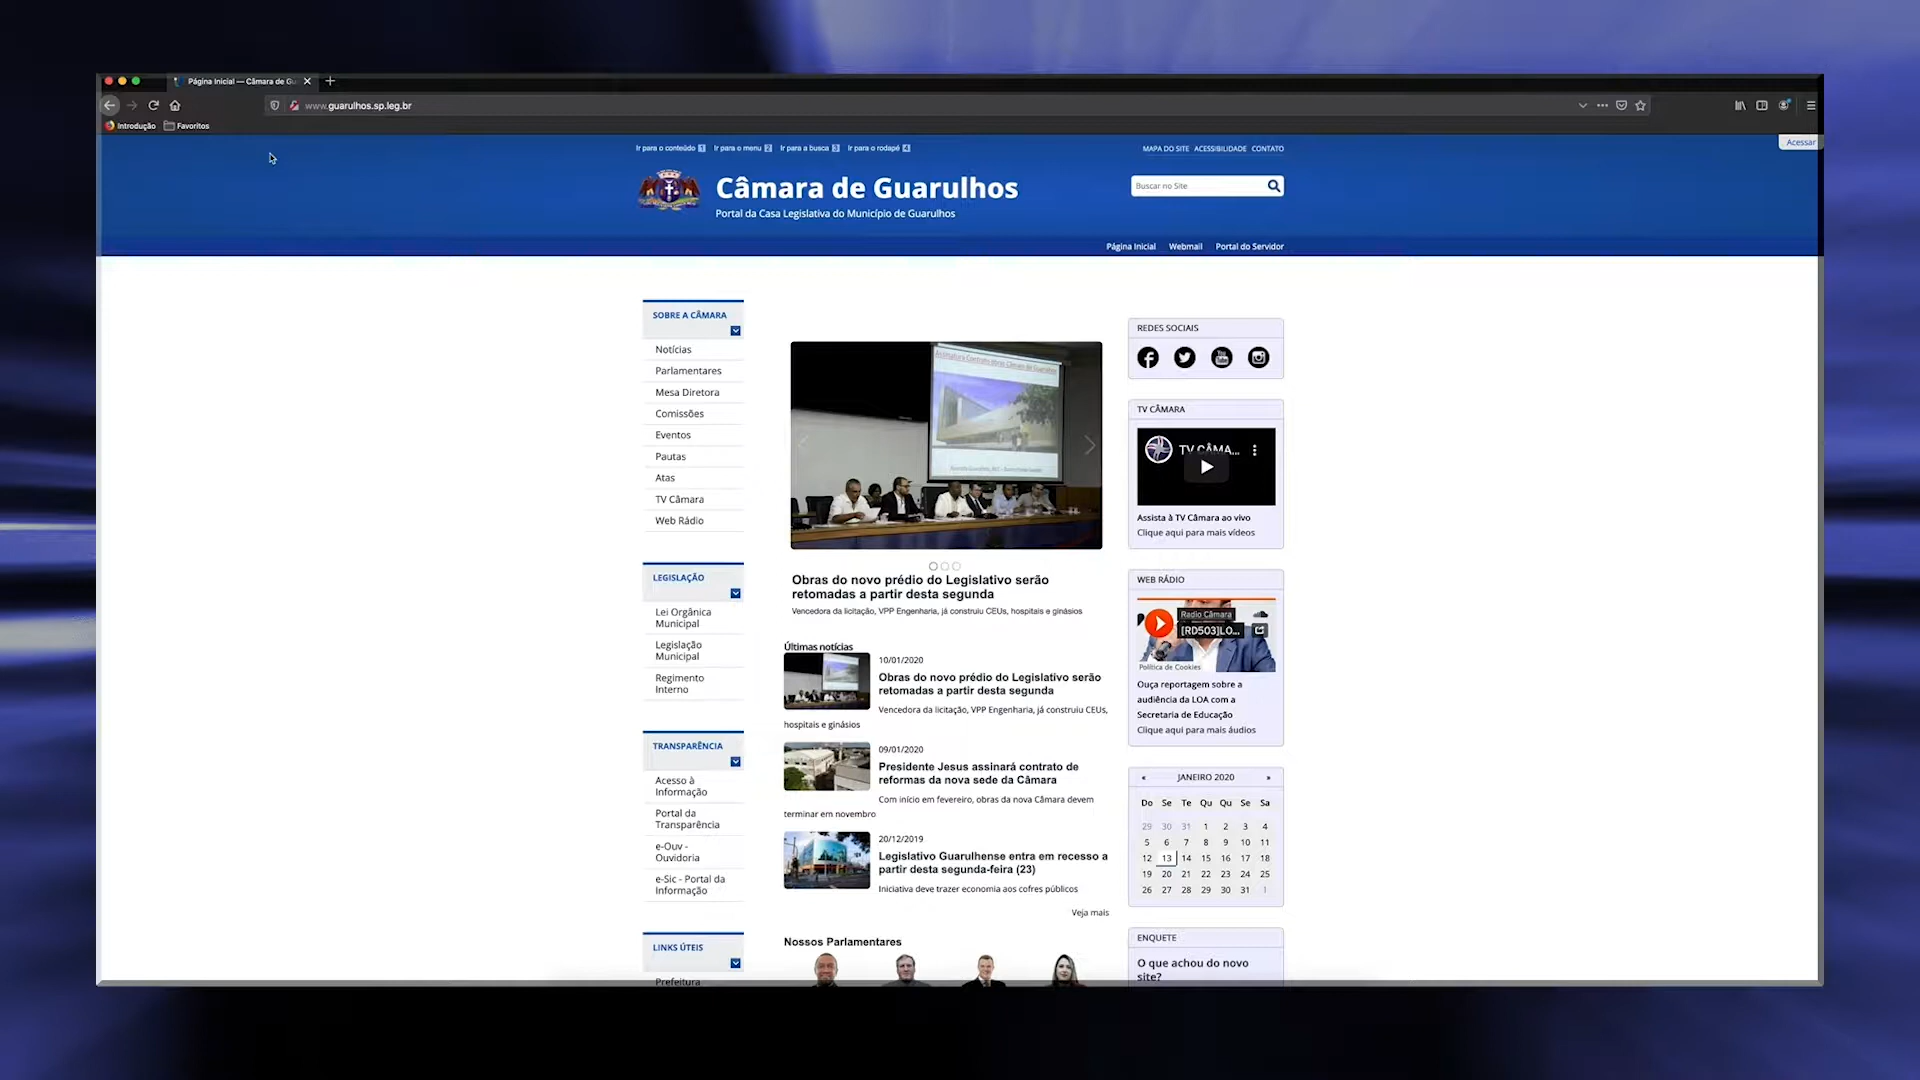 Página Inicial — Câmara de Gu
www.guarulhos.sp.leg.br
Introdução Favoritos
Acessar
Ir para o conteúdo 1 Ir para o menu 2 Ir para a busca 3 Ir para o rodapé 4
MAPA DO SITE ACESSIBILIDADE CONTATO
Câmara de Guarulhos
Portal da Casa Legislativa do Município de Guarulhos
Buscar no Site
Página Inicial Webmail Portal do Servidor
SOBRE A CÂMARA
Notícias
Parlamentares
Mesa Diretora
Comissões
Eventos
Pautas
Atas
TV Câmara
Web Rádio
LEGISLAÇÃO
Lei Orgânica
Municipal
Legislação
Municipal
Regimento
Interno
TRANSPARÊNCIA
Acesso à
Informação
Portal da
Transparência
e-Ouv -
Ouvidoria
e-Sic - Portal da
Informação
LINKS ÚTEIS
Prefeitura
Assinatura Contrato obras Câmara de Guarulhos
Obras do novo prédio do Legislativo serão
retomadas a partir desta segunda
Vencedora da licitação, VPP Engenharia, já construiu CEUs, hospitais e ginásios
Últimas notícias
10/01/2020
Obras do novo prédio do Legislativo serão
retomadas a partir desta segunda
Vencedora da licitação, VPP Engenharia, já construiu CEUs,
hospitais e ginásios
09/01/2020
Presidente Jesus assinará contrato de
reformas da nova sede da Câmara
Com início em fevereiro, obras da nova Câmara devem
terminar em novembro
20/12/2019
Legislativo Guarulhense entra em recesso a
partir desta segunda-feira (23)
Iniciativa deve trazer economia aos cofres públicos
Veja mais
Nossos Parlamentares
REDES SOCIAIS
You
Tube
TV CÂMARA
TV CÂMA...
Assista à TV Câmara ao vivo
Clique aqui para mais vídeos
WEB RÁDIO
Radio Câmara
[RD503]LO...
Política de Cookies
Ouça reportagem sobre a
audiência da LOA com a
Secretaria de Educação
Clique aqui para mais áudios
« JANEIRO 2020 »
Do Se Te Qu Qu Se Sa
29 30 31 1 2 3 4
5 6 7 8 9 10 11
12 13 14 15 16 17 18
19 20 21 22 23 24 25
26 27 28 29 30 31 1
ENQUETE
O que achou do novo
site?